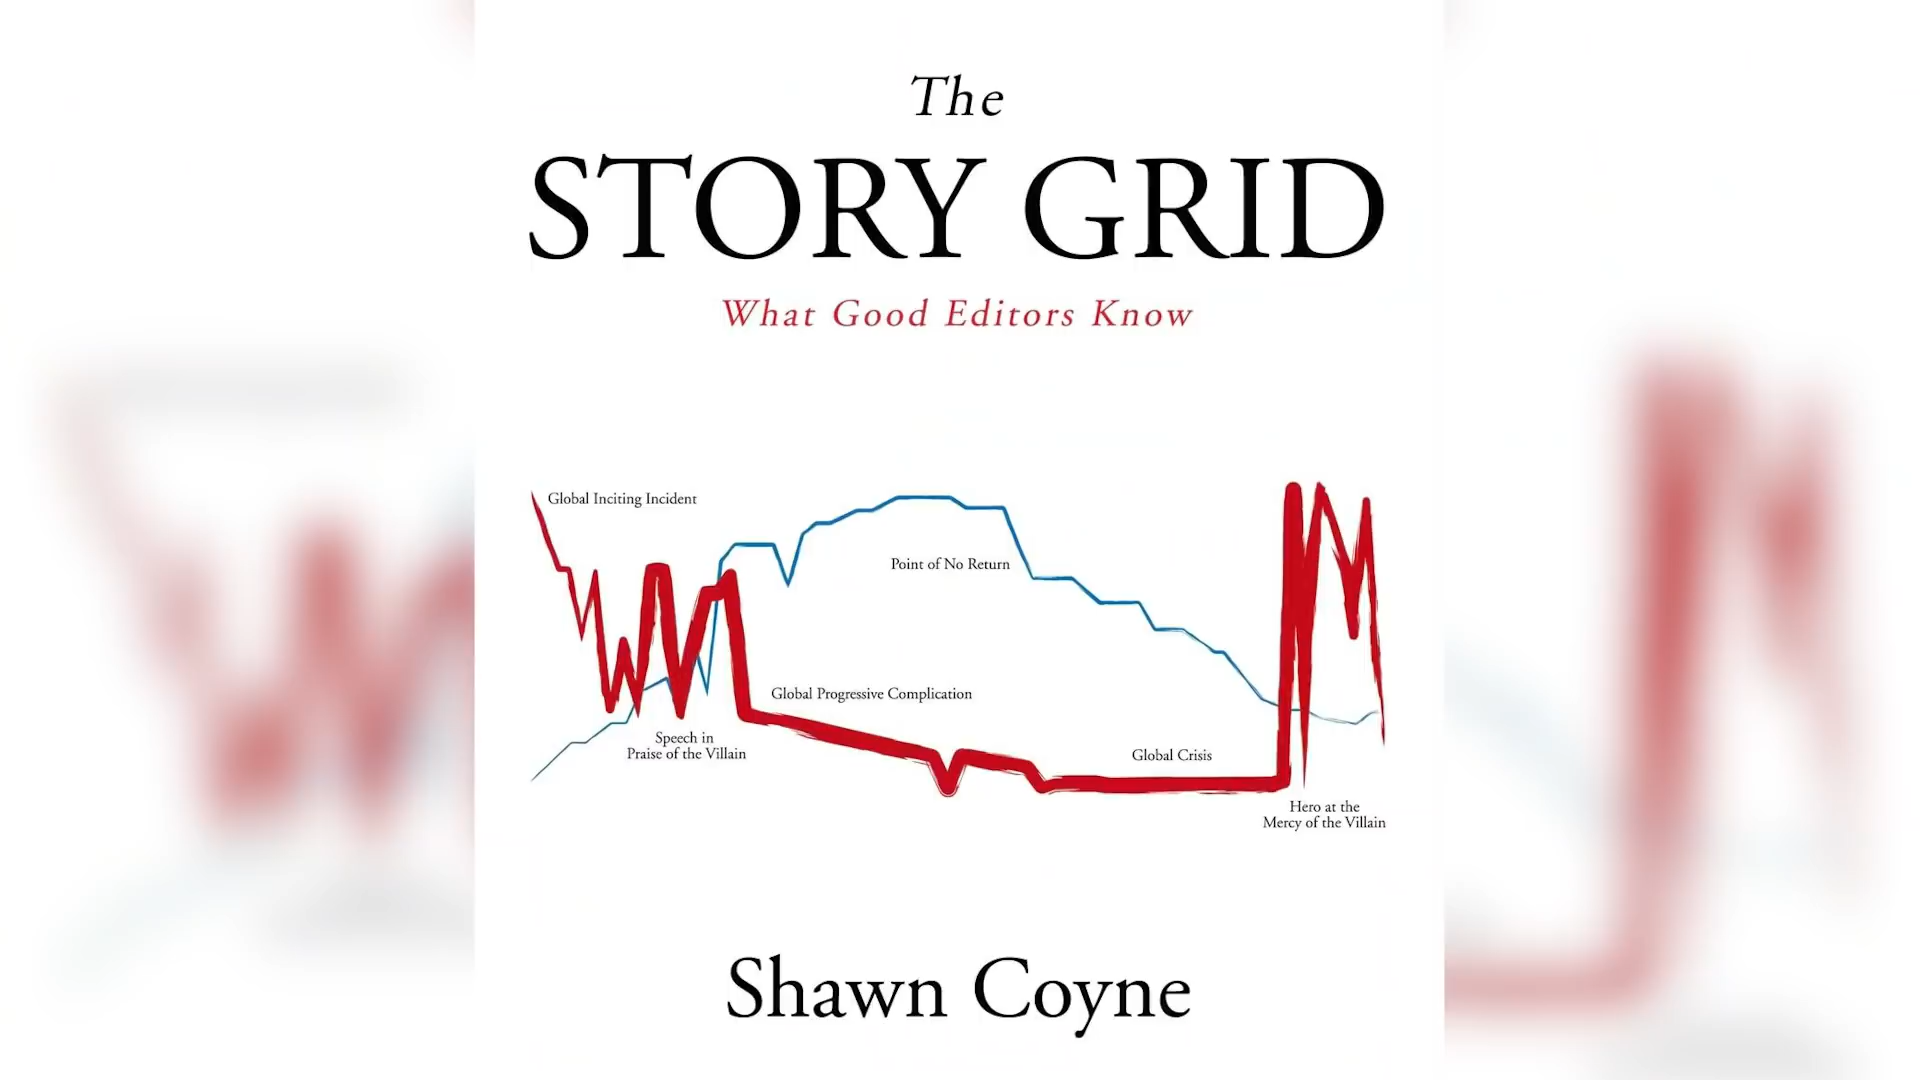 The
STORY GRID
What Good Editors Know
Global Inciting Incident
Point of No Return
Global Progressive Complication
Speech in
Praise of the Villain
Global Crisis
Hero at the
Mercy of the Villain
Shawn Coyne